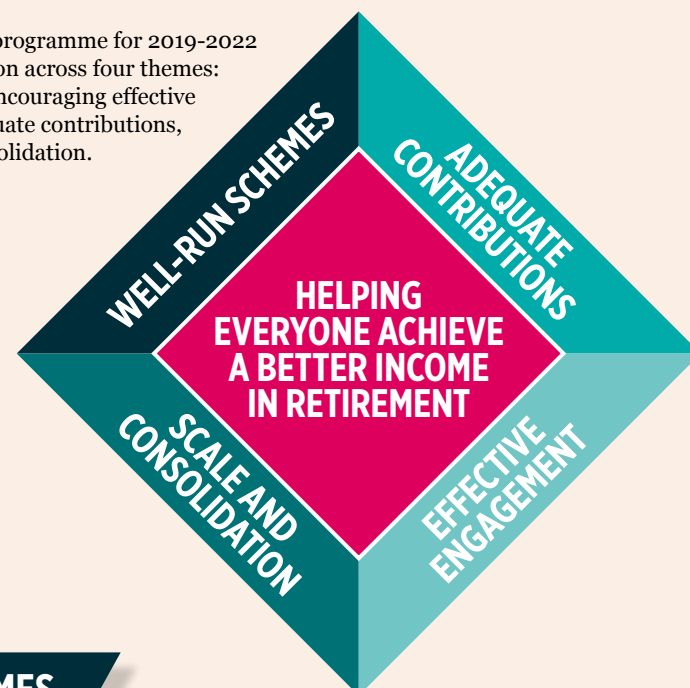 programme for 2019-2022
on across four themes:
ncouraging effective
uate contributions,
olidation.
WELL-RUN SCHEMES
ADEQUATE
CONTRIBUTIONS
HELPING
EVERYONE ACHIEVE
A BETTER INCOME
IN RETIREMENT
SCALE AND
CONSOLIDATION
EFFECTIVE
ENGAGEMENT
MES